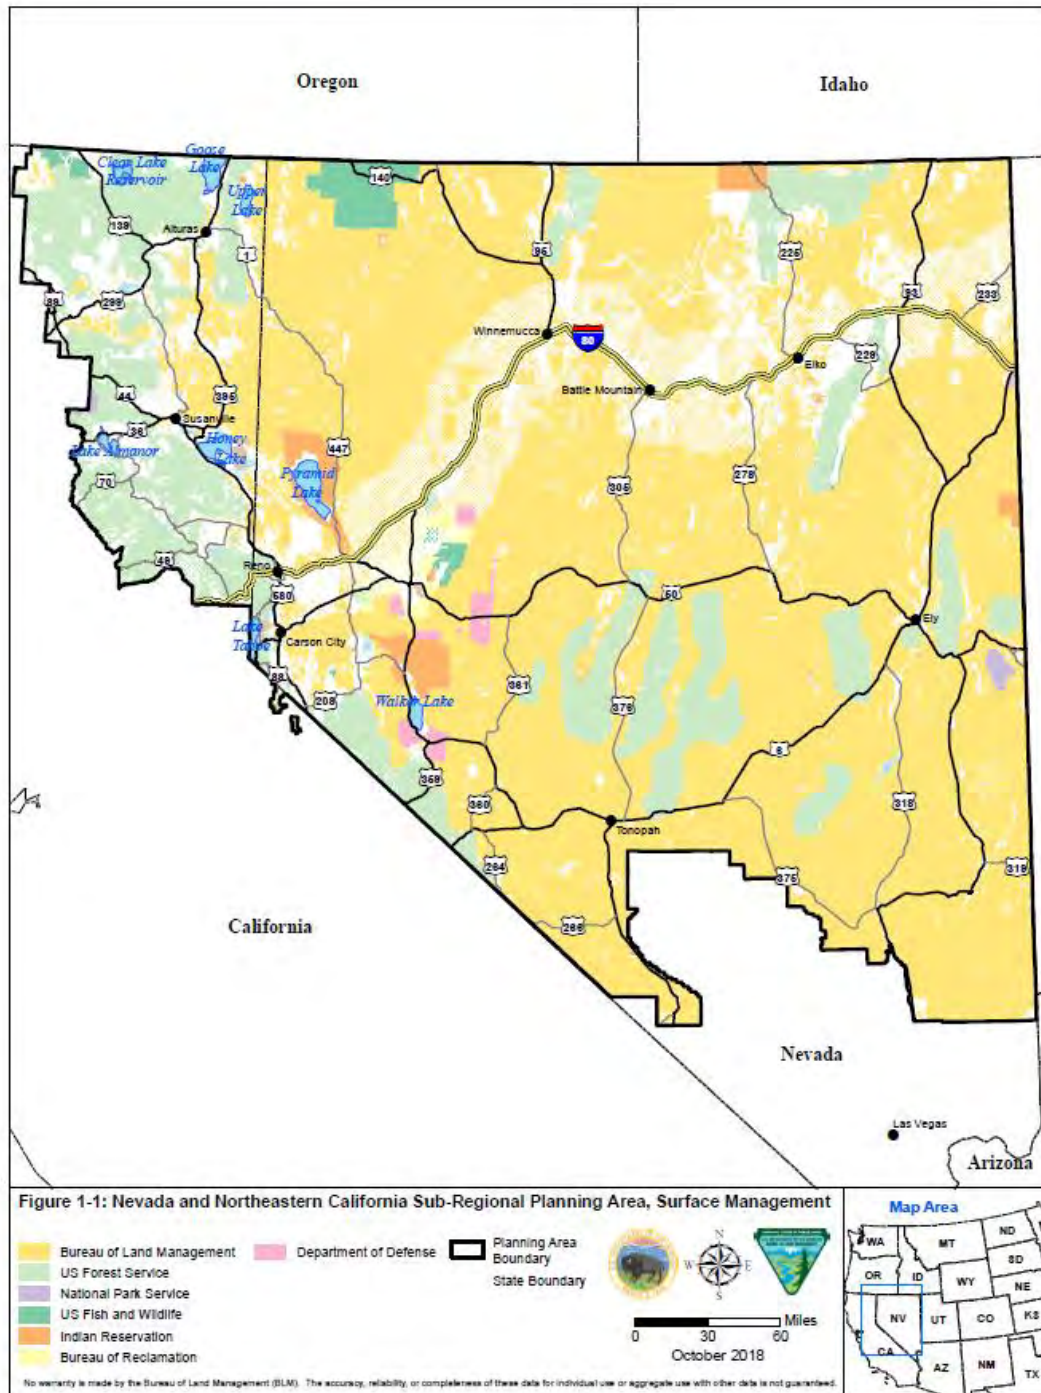 Oregon
Idaho
Goose
Lake
Clear Lake
Reservoir
Upper
Lake
140
139
Alturas
1
95
225
93
233
299
89
Winnemucca
80
Elko
229
Battle Mountain
44
395
Susanville
36
Honey
Lake
Lake Almanor
447
Pyramid
Lake
70
305
278
49
Reno
580
50
Ely
Lake
Tahoe
Carson City
88
208
361
376
Walker Lake
6
359
360
318
Tonopah
264
375
319
266
California
Nevada
Las Vegas
Arizona
Figure 1-1: Nevada and Northeastern California Sub-Regional Planning Area, Surface Management
Bureau of Land Management
US Forest Service
National Park Service
US Fish and Wildlife
Indian Reservation
Bureau of Reclamation
Department of Defense
Planning Area
Boundary
State Boundary
N
W
E
S
Miles
0 30 60
October 2018
Map Area
WA
MT
ND
OR
ID
SD
WY
NE
NV
UT
CO
KS
CA
AZ
NM
TX
No warranty is made by the Bureau of Land Management (BLM). The accuracy, reliability, or completeness of these data for individual use or aggregate use with other data is not guaranteed.